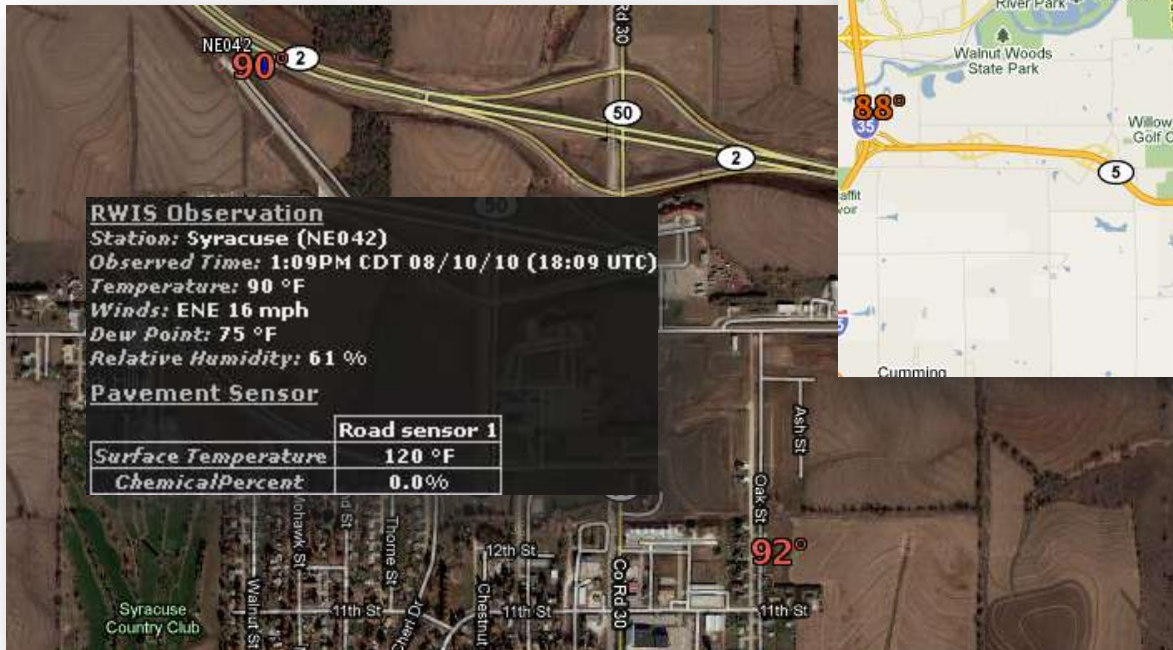 NE042
90°
2
Rd 30
50
2
RWIS Observation
Station: Syracuse (NE042)
Observed Time: 1:09PM CDT 08/10/10 (18:09 UTC)
Temperature: 90 °F
Winds: ENE 16 mph
Dew Point: 75 °F
Relative Humidity: 61 %
Pavement Sensor
Road sensor 1
Surface Temperature 120 °F
ChemicalPercent 0.0%
River Park
Walnut Woods
State Park
88°
35
Willow
Golf C
5
Cumming
Ash St
Oak St
92°
Mohawk St
Thorne St
12th St
Co Rd 30
Walnut St
11th St
Cheri Dr
Chestnut
11th St
11th St
Syracuse
Country Club